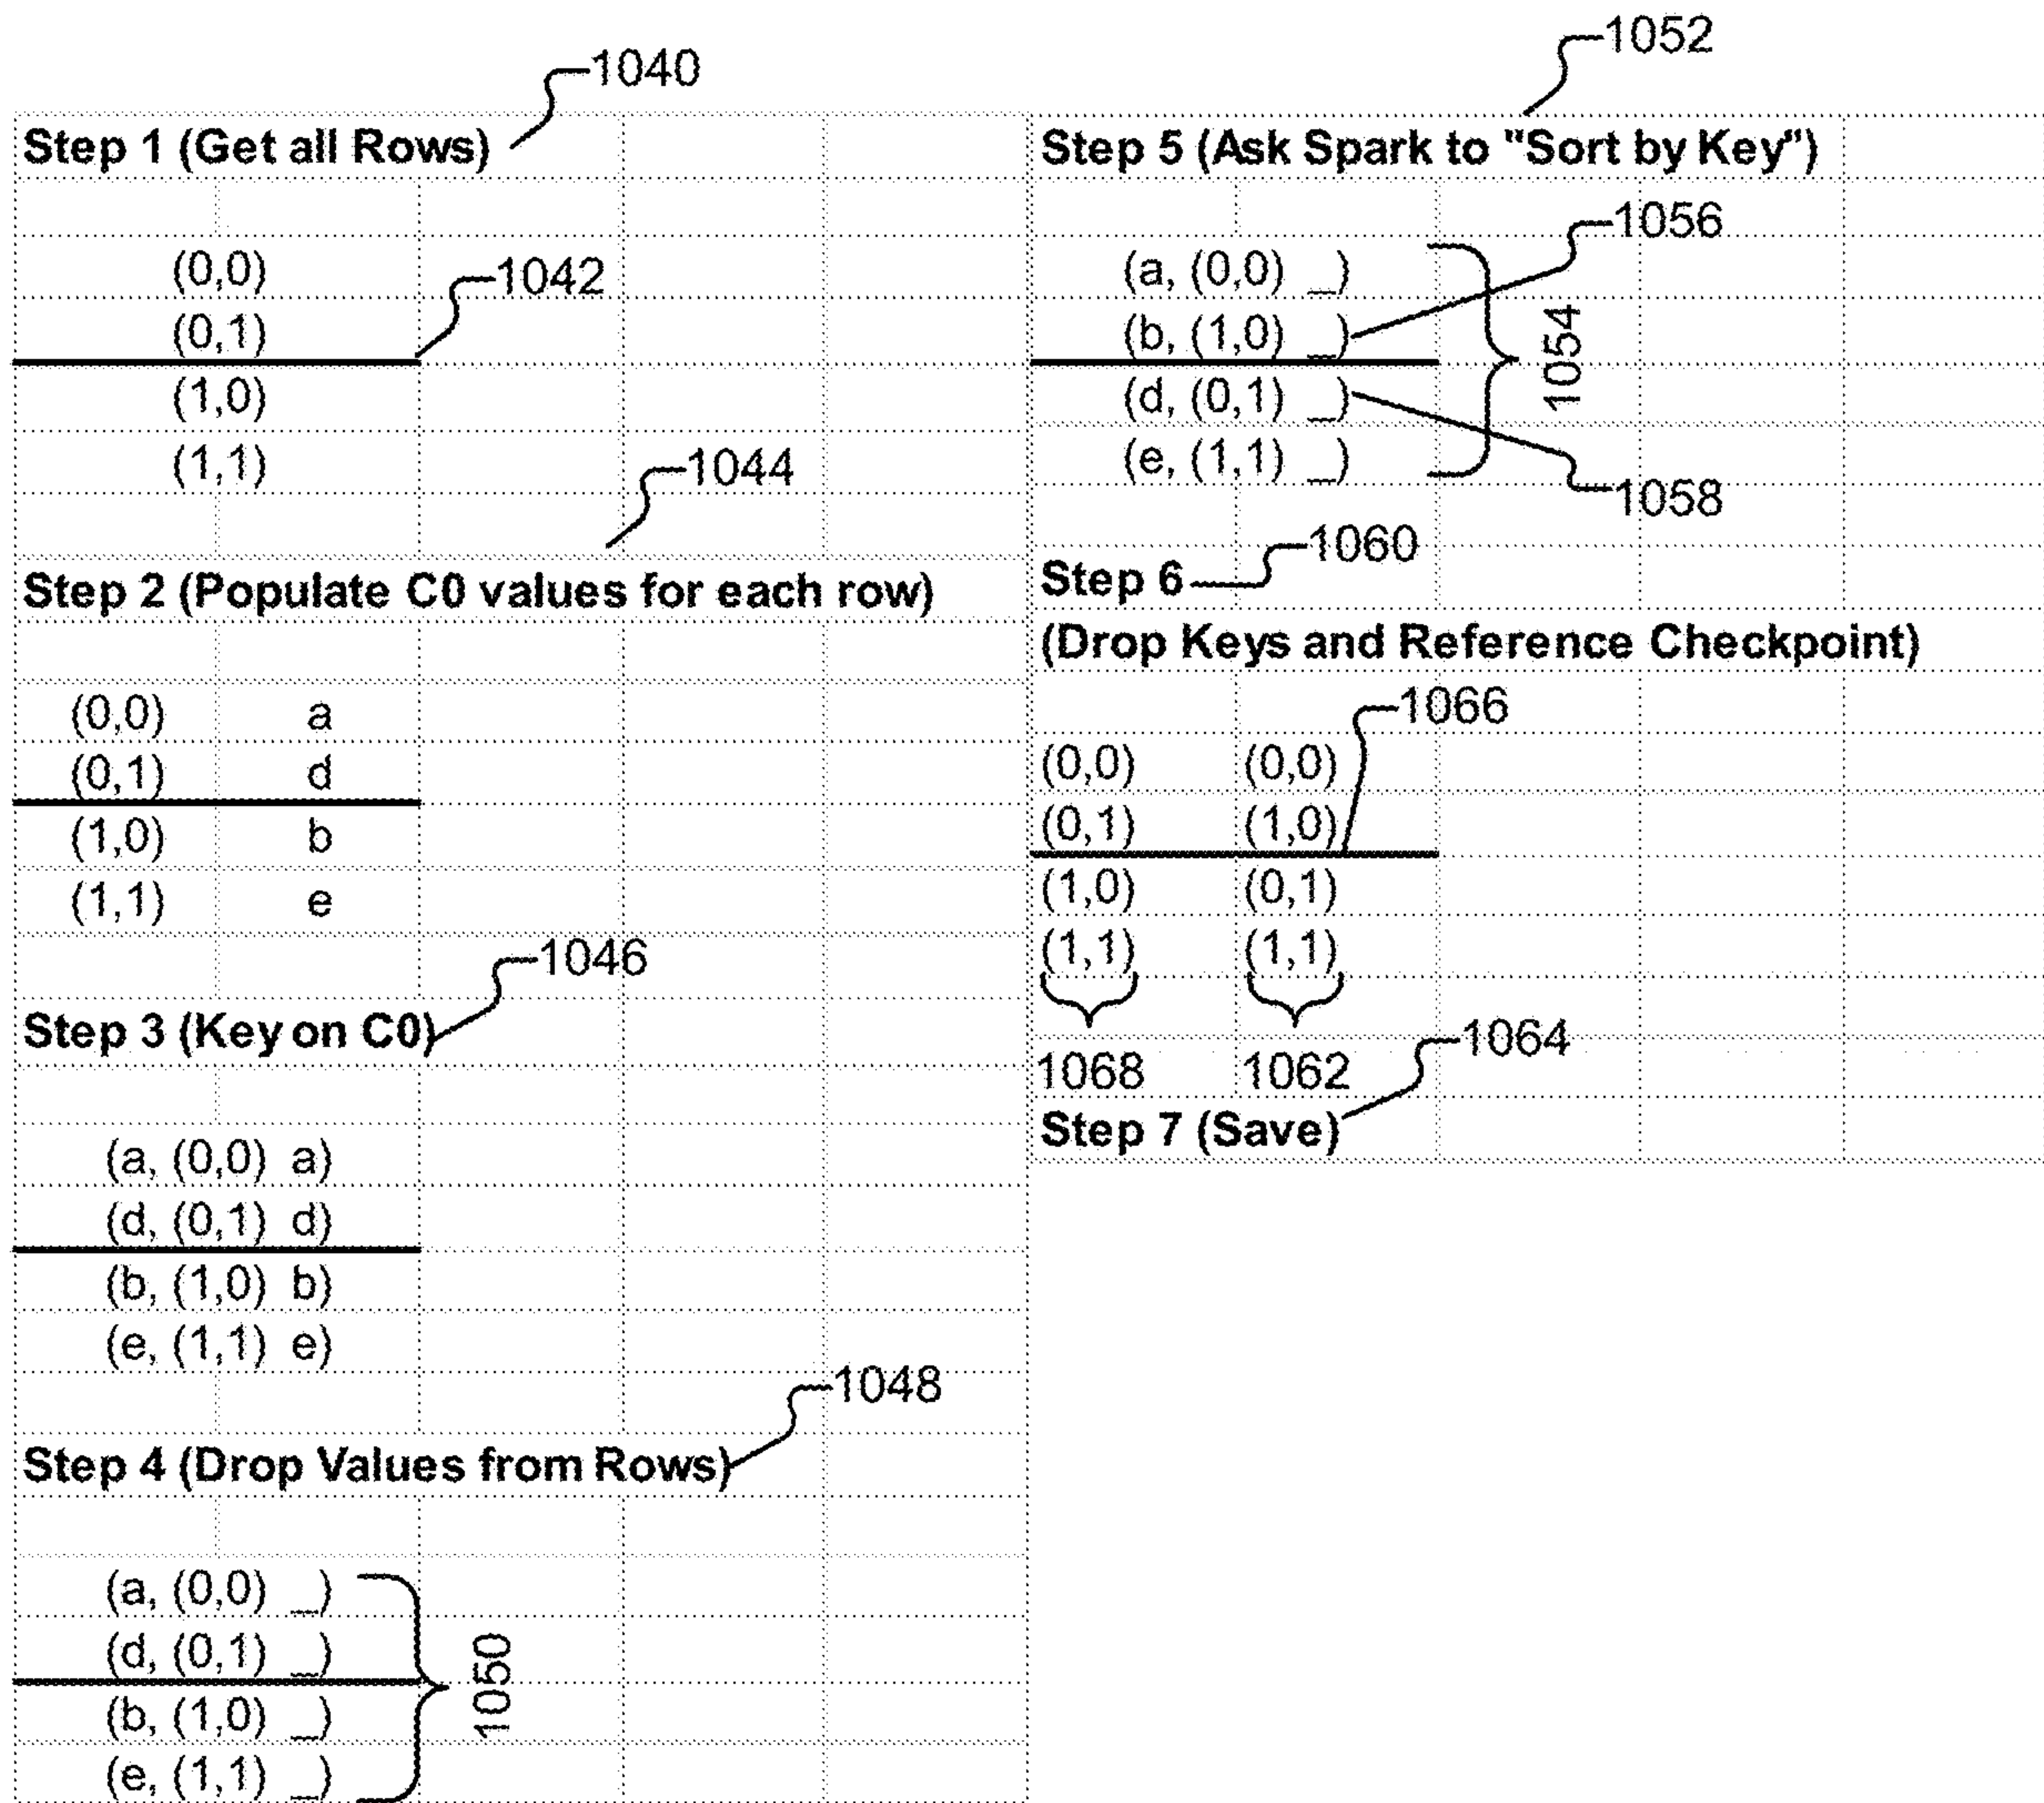 1040
Step 1 (Get all Rows)
(0,0)
1042
(0,1)
(1,0)
(1,1)
1044
Step 2 (Populate C0 values for each row)
(0,0) a
(0,1) d
(1,0) b
(1,1) e
1046
Step 3 (Key on C0)
(a, (0,0) a)
(d, (0,1) d)
(b, (1,0) b)
(e, (1,1) e)
1048
Step 4 (Drop Values from Rows)
(a, (0,0) _)
(d, (0,1) _)
1050
(b, (1,0) _)
(e, (1,1) _)
1052
Step 5 (Ask Spark to "Sort by Key")
1056
(a, (0,0) _)
(b, (1,0) _)
1054
(d, (0,1) _)
(e, (1,1) _)
1058
1060
Step 6
(Drop Keys and Reference Checkpoint)
1066
(0,0) (0,0)
(0,1) (1,0)
(1,0) (0,1)
(1,1) (1,1)
1064
1068 1062
Step 7 (Save)